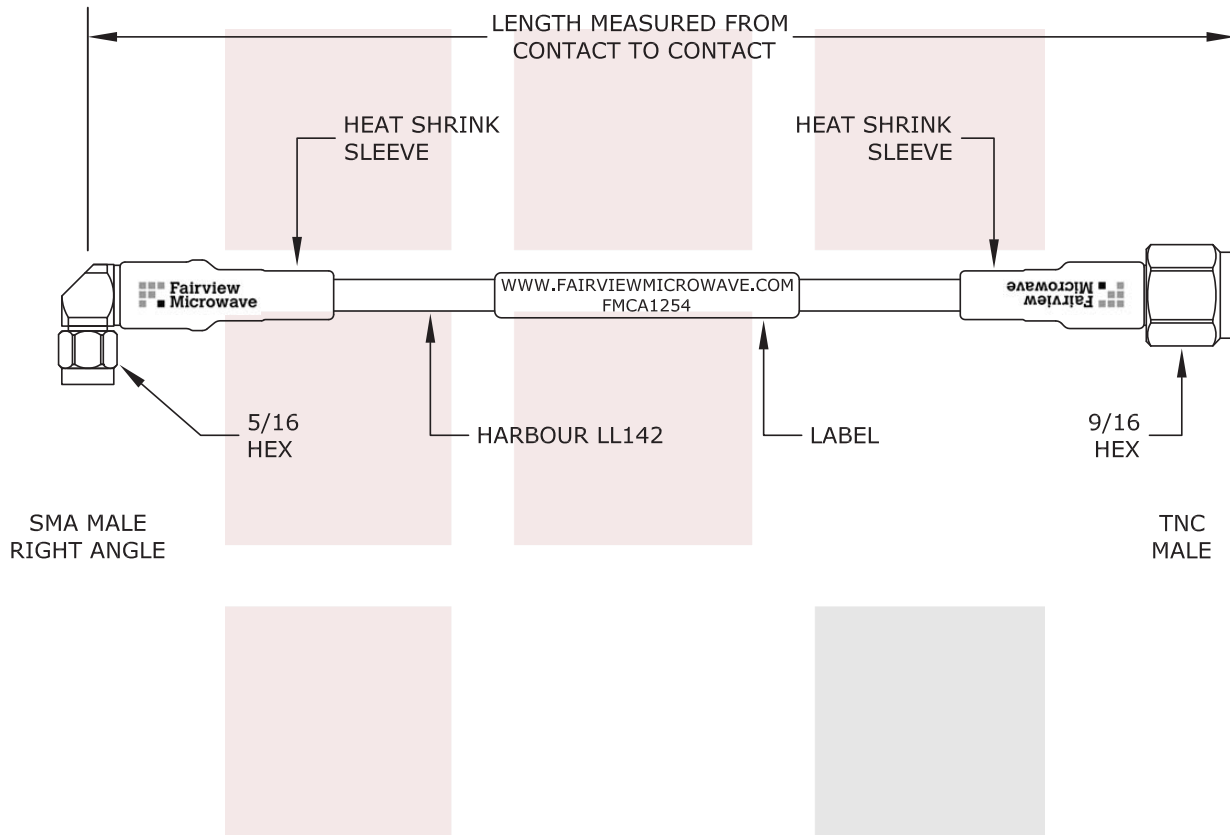 LENGTH MEASURED FROM
CONTACT TO CONTACT
HEAT SHRINK
SLEEVE
HEAT SHRINK
SLEEVE
Fairview
Microwave
WWW.FAIRVIEWMICROWAVE.COM
FMCA1254
Fairview
Microwave
5/16
HEX
HARBOUR LL142
LABEL
9/16
HEX
SMA MALE
RIGHT ANGLE
TNC
MALE